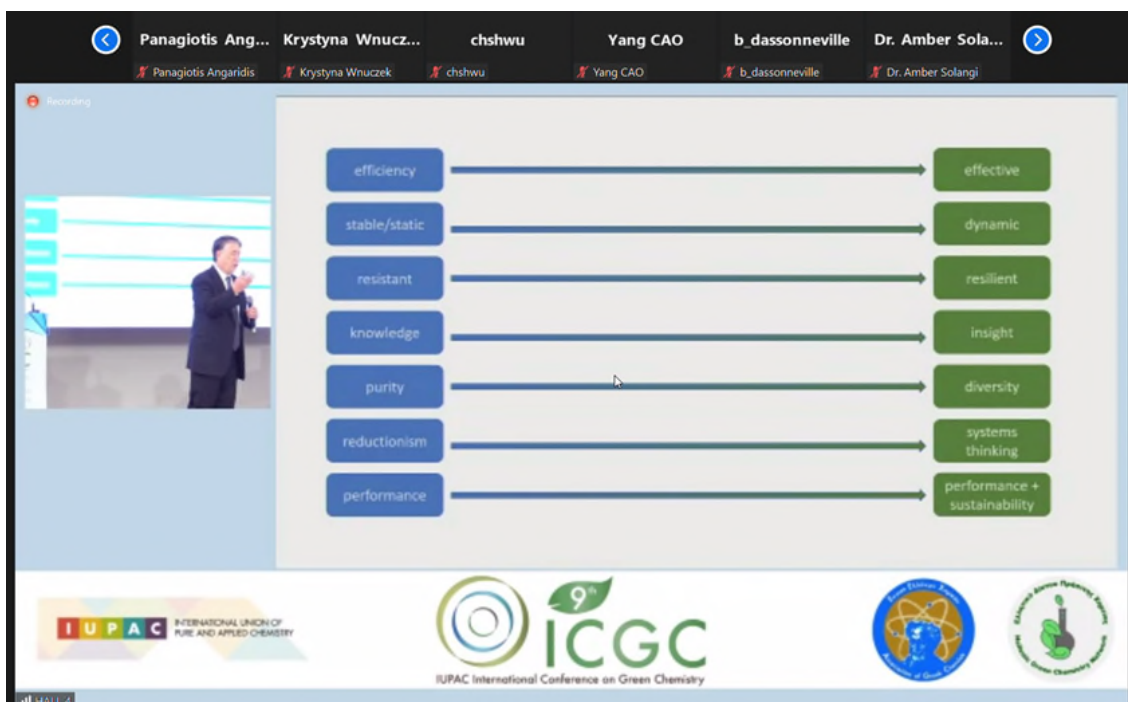 Panagiotis Ang...
Krystyna Wnucz...
chshwu
Yang CAO
b_dassonneville
Dr. Amber Sola...
Panagiotis Angaridis
Krystyna Wnuczek
chshwu
Yang CAO
b_dassonneville
Dr. Amber Solangi
Recording
efficiency
effective
stable/static
dynamic
resistant
resilient
knowledge
insight
purity
diversity
reductionism
systems
thinking
performance
performance +
sustainability
IUPAC
INTERNATIONAL UNION OF
PURE AND APPLIED CHEMISTRY
9th
ICGC
IUPAC International Conference on Green Chemistry